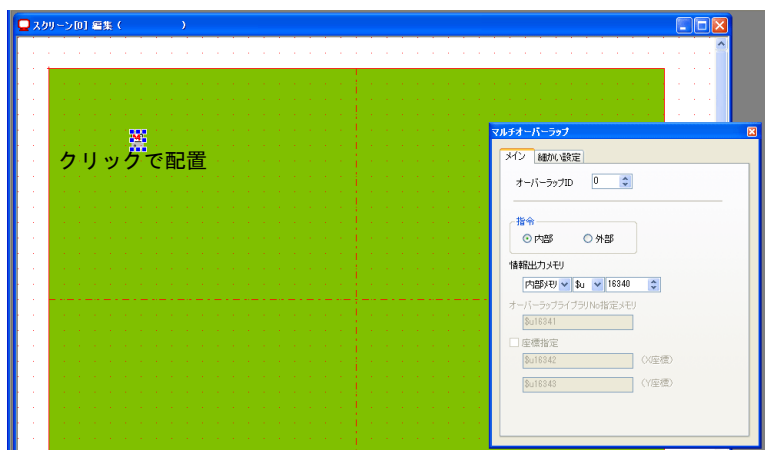 スクリーン[0] 編集 ( )
クリックで配置
マルチオーバーラップ
メイン 細かい設定
オーバーラップID 0
指令
内部 外部
情報出力メモリ
内部メモリ $u 16340
オーバーラップライブラリNo指定メモリ
$u16341
座標指定
$u16342 (X座標)
$u16343 (Y座標)